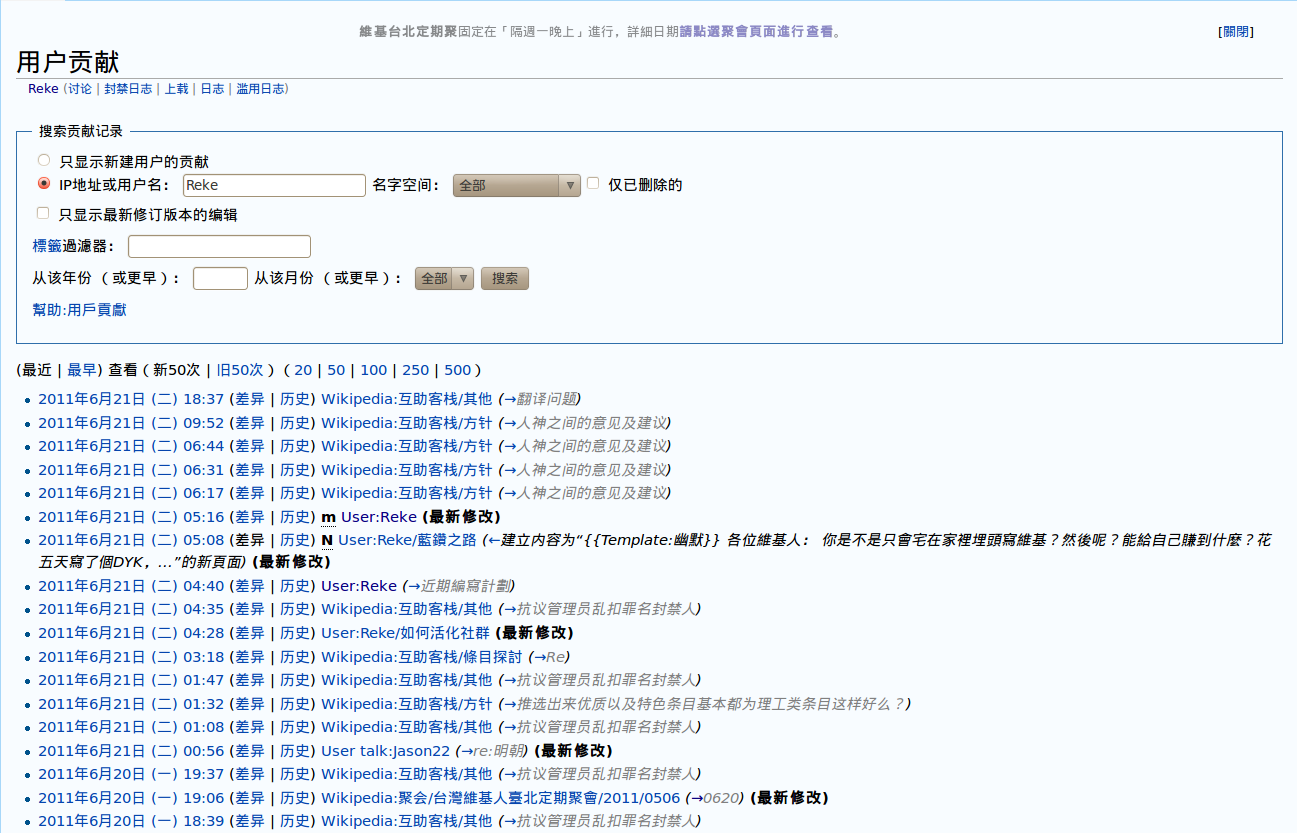 維基台北定期聚固定在「隔週一晚上」進行，詳細日期請點選聚會頁面進行查看。 [關閉]
用户贡献
Reke (讨论 | 封禁日志 | 上载 | 日志 | 滥用日志)
搜索贡献记录
只显示新建用户的贡献
IP地址或用户名： Reke 名字空间： 全部 仅已删除的
只显示最新修订版本的编辑
標籤過濾器：
从该年份（或更早）： 从该月份（或更早）： 全部 搜索
幫助:用戶貢獻
(最近 | 最早) 查看（新50次 | 旧50次）（20 | 50 | 100 | 250 | 500）
2011年6月21日 (二) 18:37 (差异 | 历史) Wikipedia:互助客栈/其他 (→翻译问题)
2011年6月21日 (二) 09:52 (差异 | 历史) Wikipedia:互助客栈/方针 (→人神之间的意见及建议)
2011年6月21日 (二) 06:44 (差异 | 历史) Wikipedia:互助客栈/方针 (→人神之间的意见及建议)
2011年6月21日 (二) 06:31 (差异 | 历史) Wikipedia:互助客栈/方针 (→人神之间的意见及建议)
2011年6月21日 (二) 06:17 (差异 | 历史) Wikipedia:互助客栈/方针 (→人神之间的意见及建议)
2011年6月21日 (二) 05:16 (差异 | 历史) m User:Reke (最新修改)
2011年6月21日 (二) 05:08 (差异 | 历史) N User:Reke/藍鑽之路 (←建立内容为“{{Template:幽默}} 各位維基人： 你是不是只會宅在家裡埋頭寫維基？然後呢？能給自己賺到什麼？花
五天寫了個DYK，…”的新頁面) (最新修改)
2011年6月21日 (二) 04:40 (差异 | 历史) User:Reke (→近期編寫計劃)
2011年6月21日 (二) 04:35 (差异 | 历史) Wikipedia:互助客栈/其他 (→抗议管理员乱扣罪名封禁人)
2011年6月21日 (二) 04:28 (差异 | 历史) User:Reke/如何活化社群 (最新修改)
2011年6月21日 (二) 03:18 (差异 | 历史) Wikipedia:互助客栈/條目探討 (→Re)
2011年6月21日 (二) 01:47 (差异 | 历史) Wikipedia:互助客栈/其他 (→抗议管理员乱扣罪名封禁人)
2011年6月21日 (二) 01:32 (差异 | 历史) Wikipedia:互助客栈/方针 (→推选出来优质以及特色条目基本都为理工类条目这样好么？)
2011年6月21日 (二) 01:08 (差异 | 历史) Wikipedia:互助客栈/其他 (→抗议管理员乱扣罪名封禁人)
2011年6月21日 (二) 00:56 (差异 | 历史) User talk:Jason22 (→re:明朝) (最新修改)
2011年6月20日 (一) 19:37 (差异 | 历史) Wikipedia:互助客栈/其他 (→抗议管理员乱扣罪名封禁人)
2011年6月20日 (一) 19:06 (差异 | 历史) Wikipedia:聚会/台灣維基人臺北定期聚會/2011/0506 (→0620) (最新修改)
2011年6月20日 (一) 18:39 (差异 | 历史) Wikipedia:互助客栈/其他 (→抗议管理员乱扣罪名封禁人)